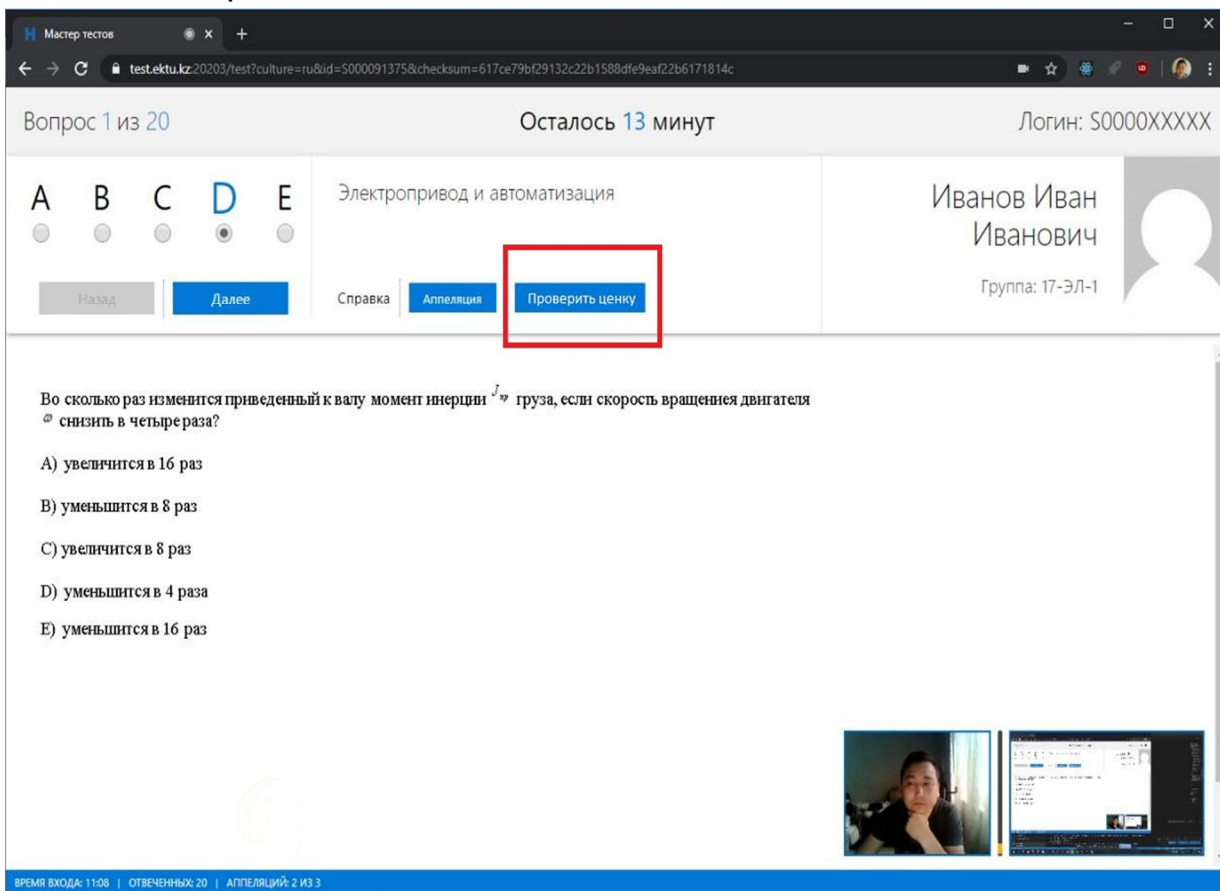 Мастер тестов
test.ektu.kz:20203/test?culture=ru&id=S000091375&checksum=617ce79bf29132c22b1588dfe9eaf22b6171814c
Вопрос 1 из 20
Осталось 13 минут
Логин: S0000XXXXX
A B C D E
Электропривод и автоматизация
Иванов Иван
Иванович
Группа: 17-ЭЛ-1
Назад
Далее
Справка
Аппеляция
Проверить ценку
Во сколько раз изменится приведенный к валу момент инерции J груза, если скорость вращениея двигателя
ω снизить в четыре раза?
A) увеличится в 16 раз
B) уменьшится в 8 раз
C) увеличится в 8 раз
D) уменьшится в 4 раза
E) уменьшится в 16 раз
ВРЕМЯ ВХОДА: 11:08 | ОТВЕЧЕННЫХ: 20 | АППЕЛЯЦИЙ: 2 ИЗ 3